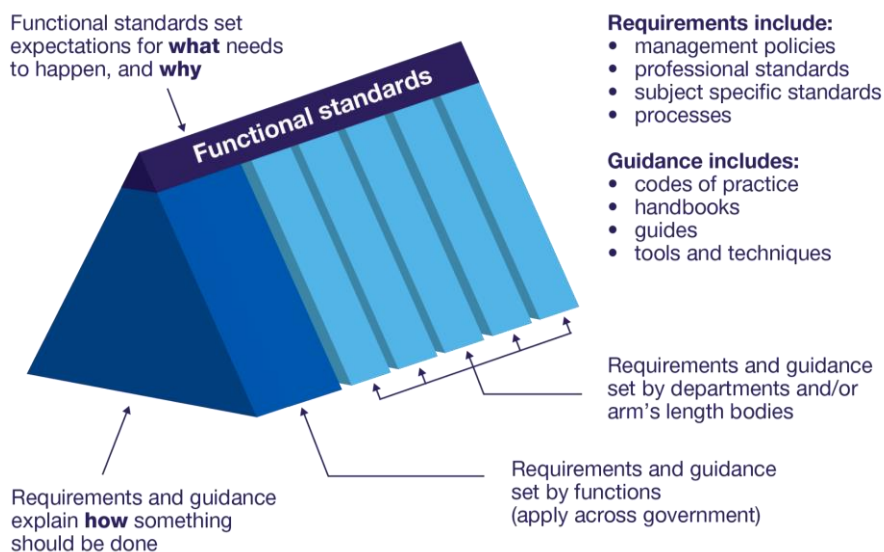 Functional standards set
expectations for what needs
to happen, and why
Functional standards
Requirements include:
• management policies
• professional standards
• subject specific standards
• processes
Guidance includes:
• codes of practice
• handbooks
• guides
• tools and techniques
Requirements and guidance
set by departments and/or
arm’s length bodies
Requirements and guidance
set by functions
(apply across government)
Requirements and guidance
explain how something
should be done